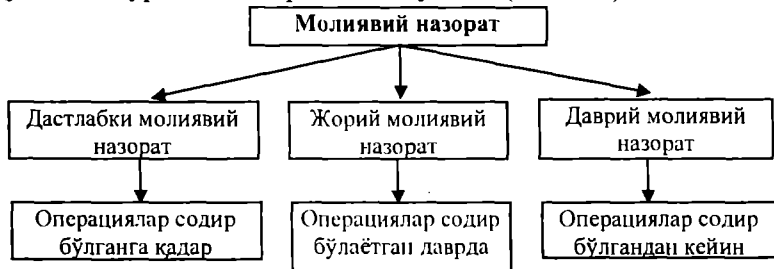 Молиявий назорат
Дастлабки молиявий
назорат
Жорий молиявий
назорат
Даврий молиявий
назорат
Операциялар содир
бўлганга қадар
Операциялар содир
бўлаётган даврда
Операциялар содир
бўлгандан кейин